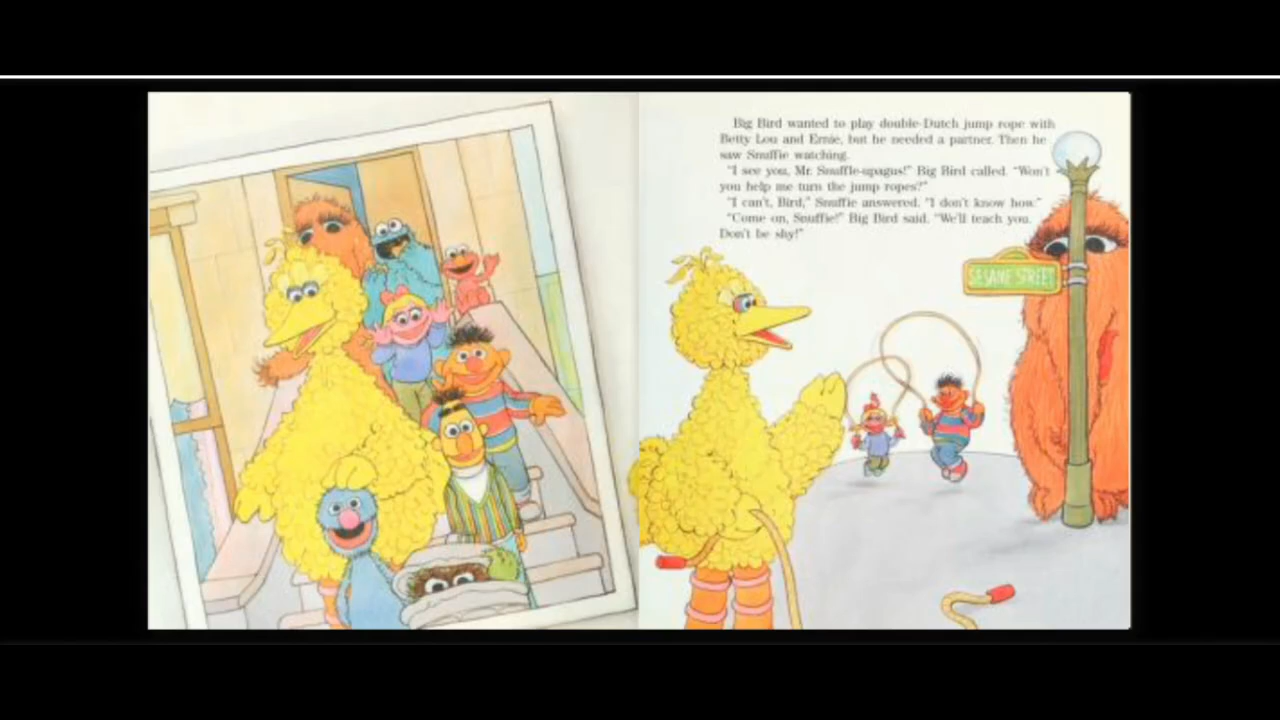 Big Bird wanted to play double-Dutch jump rope with
Betty Lou and Ernie, but he needed a partner. Then he
saw Snuffie watching.
"I see you, Mr. Snuffle-upagus!" Big Bird called. "Won't
you help me turn the jump ropes?"
"I can't, Bird," Snuffie answered. "I don't know how."
"Come on, Snuffie!" Big Bird said. "We'll teach you.
Don't be shy!"
SESAME STREET